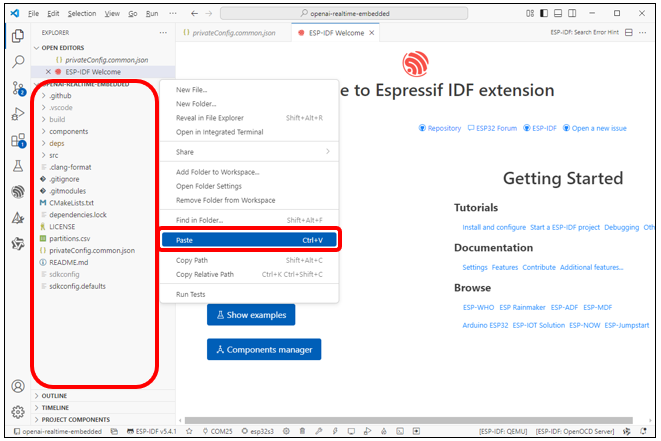 File Edit Selection View Go Run ···
openai-realtime-embedded
EXPLORER
OPEN EDITORS
privateConfig.common.json
ESP-IDF Welcome
OPENAI-REALTIME-EMBEDDED
.github
.vscode
build
components
deps
src
.clang-format
.gitignore
.gitmodules
CMakeLists.txt
dependencies.lock
LICENSE
partitions.csv
privateConfig.common.json
README.md
sdkconfig
sdkconfig.defaults
OUTLINE
TIMELINE
PROJECT COMPONENTS
2
1
New File...
New Folder...
Reveal in File Explorer Shift+Alt+R
Open in Integrated Terminal
Share
Add Folder to Workspace...
Open Folder Settings
Remove Folder from Workspace
Find in Folder... Shift+Alt+F
Paste Ctrl+V
Copy Path Shift+Alt+C
Copy Relative Path Ctrl+K Ctrl+Shift+C
Run Tests
privateConfig.common.json
ESP-IDF Welcome
ESP-IDF: Search Error Hint
e to Espressif IDF extension
Repository ESP32 Forum ESP-IDF Open a new issue
Getting Started
Tutorials
Install and configure Start a ESP-IDF project Debugging Oth
Documentation
Settings Features Contribute Additional features...
Browse
ESP-WHO ESP Rainmaker ESP-ADF ESP-MDF
Arduino ESP32 ESP-IOT Solution ESP-NOW ESP-Jumpstart
Show examples
Components manager
openai-realtime-embedded ESP-IDF v5.4.1 COM25 esp32s3 [ESP-IDF: QEMU] [ESP-IDF: OpenOCD Server]